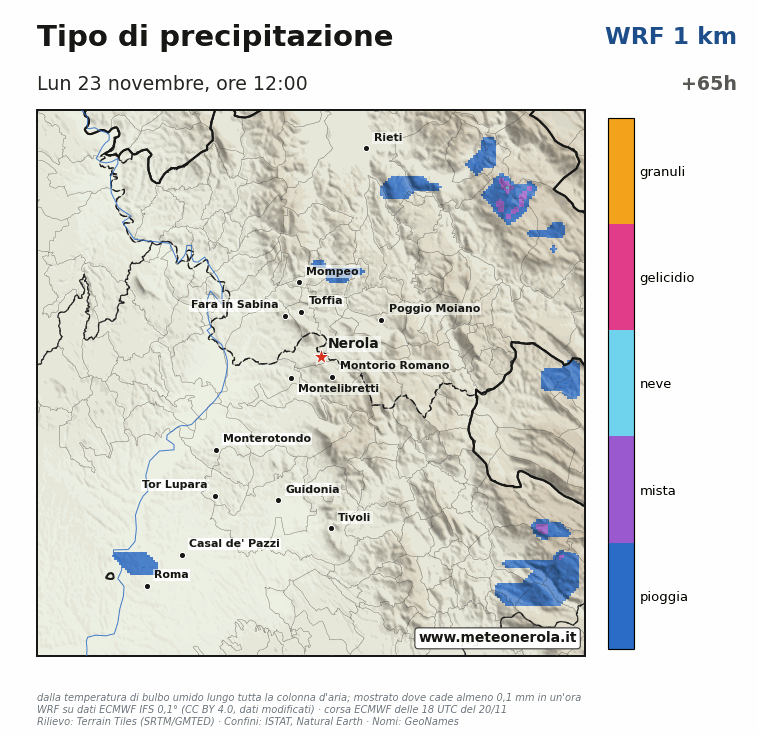 Tipo di precipitazione
WRF 1 km
Lun 23 novembre, ore 12:00
+65h
Rieti
Mompeo
Toffia
Fara in Sabina
Poggio Moiano
Nerola
Montorio Romano
Montelibretti
Monterotondo
Tor Lupara
Guidonia
Tivoli
Casal de' Pazzi
Roma
www.meteonerola.it
granuli
gelicidio
neve
mista
pioggia
dalla temperatura di bulbo umido lungo tutta la colonna d'aria; mostrato dove cade almeno 0,1 mm in un'ora
WRF su dati ECMWF IFS 0,1° (CC BY 4.0, dati modificati) · corsa ECMWF delle 18 UTC del 20/11
Rilievo: Terrain Tiles (SRTM/GMTED) · Confini: ISTAT, Natural Earth · Nomi: GeoNames